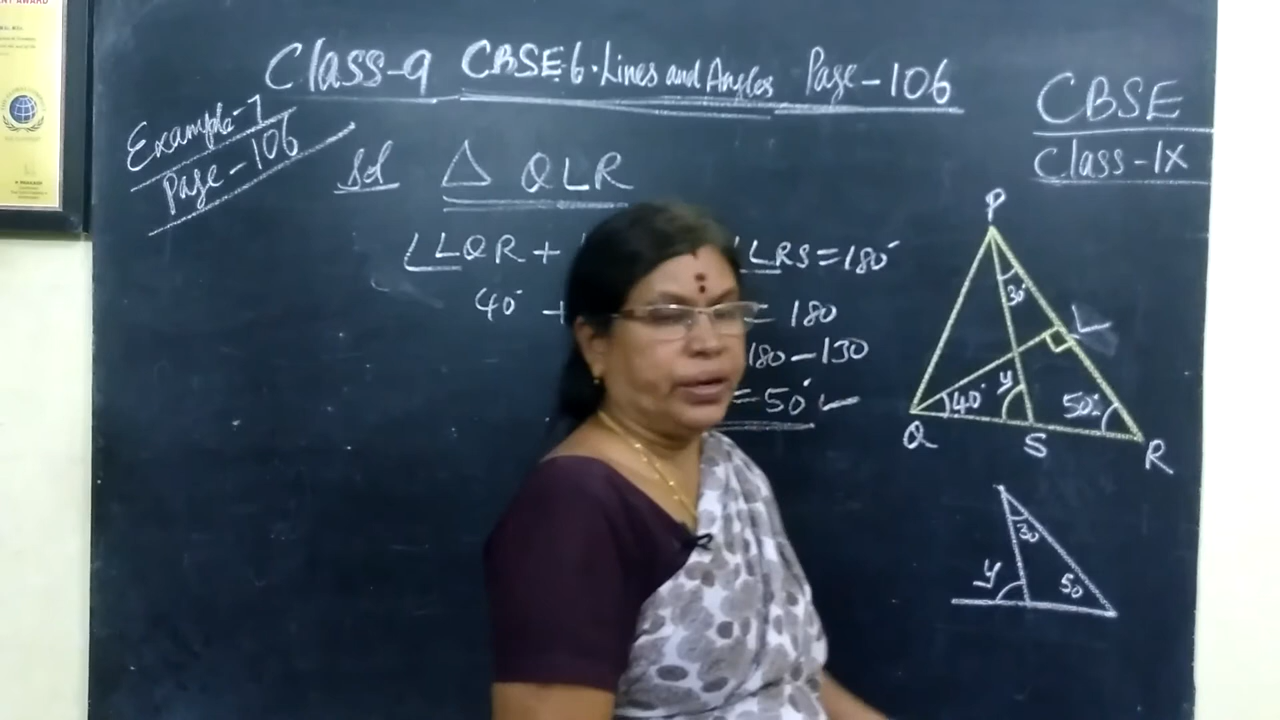 Class-9 CBSE-6. Lines and Angles Page-106
CBSE
Class-IX
Example-7
Page-106
Sol △ QLR
∠LQR +
∠LRS = 180°
40° +
= 180
180 - 130
= 50° ✓
P
30°
L
40°
y
50°
Q
S
R
30
y
50